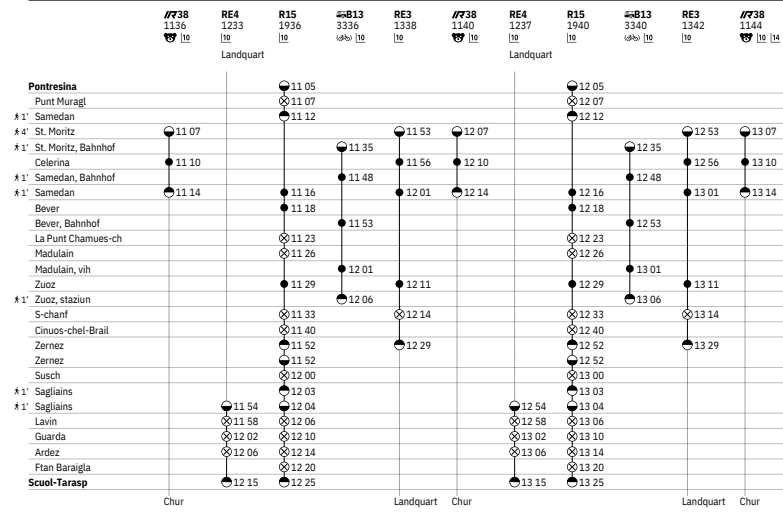 R38 RE4 R15 B13 RE3 R38 RE4 R15 B13 RE3 R38
1136 1233 1936 3336 1338 1140 1237 1940 3340 1342 1144
10 10 10 10 10 10 10 10 10 10 10 14
Landquart Landquart
Pontresina 11 05 12 05
Punt Muragl 11 07 12 07
1' Samedan 11 12 12 12
4' St. Moritz 11 07 11 53 12 07 12 53 13 07
1' St. Moritz, Bahnhof 11 35 12 35
Celerina 11 10 11 56 12 10 12 56 13 10
1' Samedan, Bahnhof 11 48 12 48
1' Samedan 11 14 11 16 12 01 12 14 12 16 13 01 13 14
Bever 11 18 12 18
Bever, Bahnhof 11 53 12 53
La Punt Chamues-ch 11 23 12 23
Madulain 11 26 12 26
Madulain, vih 12 01 13 01
Zuoz 11 29 12 11 12 29 13 11
1' Zuoz, staziun 12 06 13 06
S-chanf 11 33 12 14 12 33 13 14
Cinuos-chel-Brail 11 40 12 40
Zernez 11 52 12 29 12 52 13 29
Zernez 11 52 12 52
Susch 12 00 13 00
1' Sagliains 12 03 13 03
1' Sagliains 11 54 12 04 12 54 13 04
Lavin 11 58 12 06 12 58 13 06
Guarda 12 02 12 10 13 02 13 10
Ardez 12 06 12 14 13 06 13 14
Ftan Baraigla 12 20 13 20
Scuol-Tarasp 12 15 12 25 13 15 13 25
Chur Landquart Chur Landquart Chur